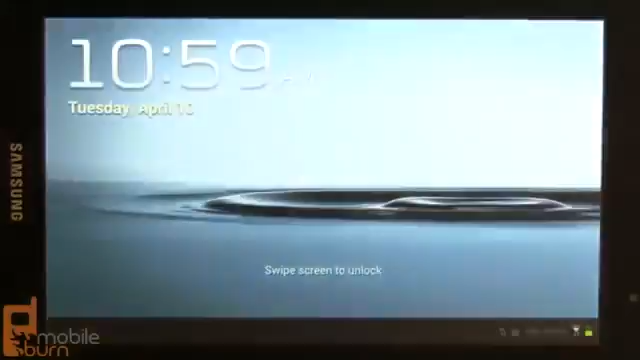 10:59
Tuesday, April 10
SAMSUNG
Swipe screen to unlock
mobile
burn